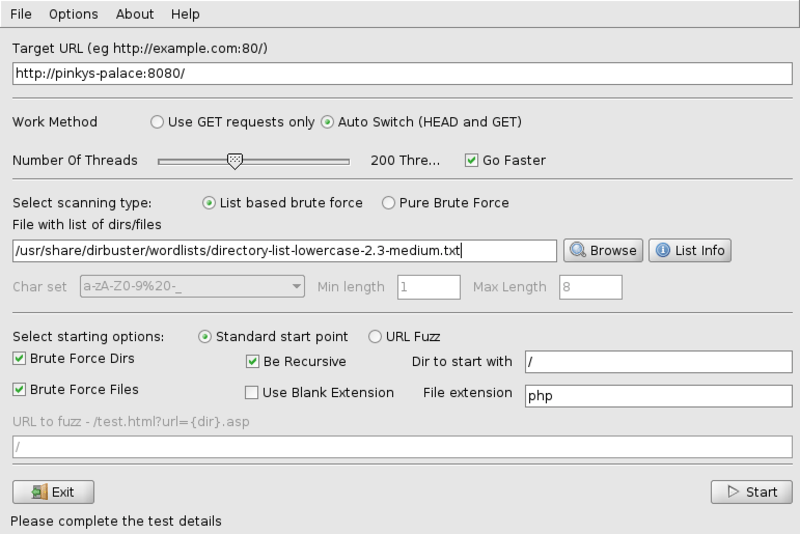 File Options About Help
Target URL (eg http://example.com:80/)
http://pinkys-palace:8080/
Work Method Use GET requests only Auto Switch (HEAD and GET)
Number Of Threads 200 Thre... Go Faster
Select scanning type: List based brute force Pure Brute Force
File with list of dirs/files
/usr/share/dirbuster/wordlists/directory-list-lowercase-2.3-medium.txt Browse List Info
Char set a-zA-Z0-9%20-_ Min length 1 Max Length 8
Select starting options: Standard start point URL Fuzz
Brute Force Dirs Be Recursive Dir to start with /
Brute Force Files Use Blank Extension File extension php
URL to fuzz - /test.html?url={dir}.asp
/
Exit Start
Please complete the test details